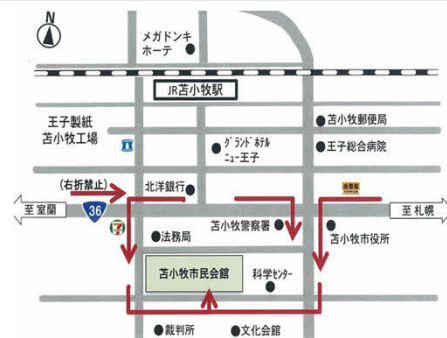 N
メガドンキ
ホーテ
JR苫小牧駅
王子製紙
苫小牧工場
苫小牧郵便局
グランドホテル
ニュー王子
王子総合病院
(右折禁止)
北洋銀行
至室蘭
36
至札幌
7
法務局
苫小牧警察署
苫小牧市役所
苫小牧市民会館
科学センター
裁判所
文化会館